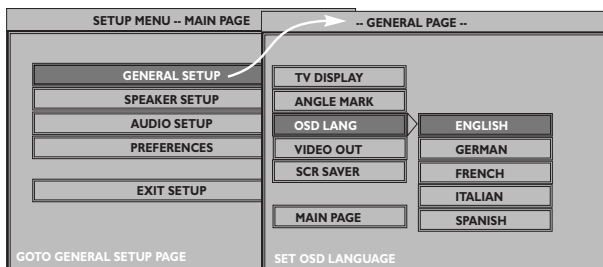 SETUP MENU -- MAIN PAGE
GENERAL SETUP
SPEAKER SETUP
AUDIO SETUP
PREFERENCES
EXIT SETUP
GOTO GENERAL SETUP PAGE
-- GENERAL PAGE --
TV DISPLAY
ANGLE MARK
OSD LANG
VIDEO OUT
SCR SAVER
MAIN PAGE
ENGLISH
GERMAN
FRENCH
ITALIAN
SPANISH
SET OSD LANGUAGE